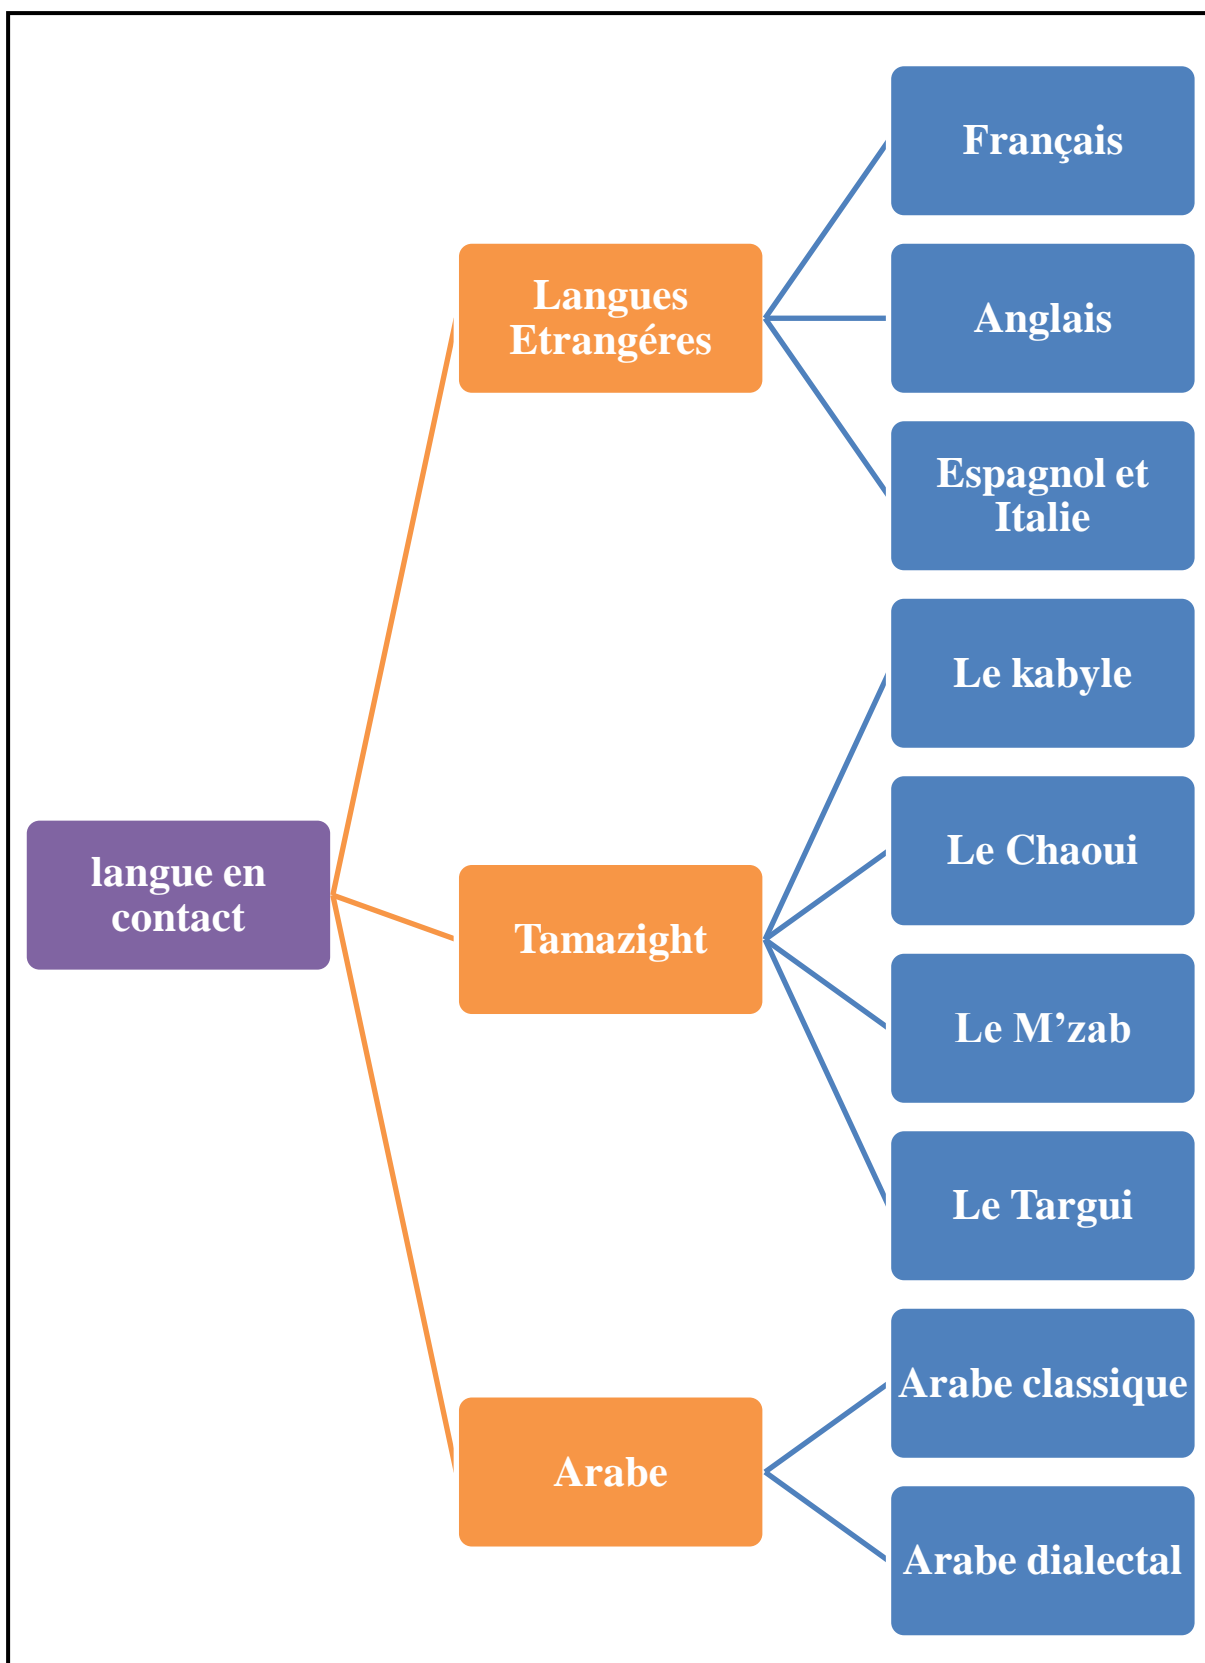 Français
Langues
Etrangéres
Anglais
Espagnol et
Italie
Le kabyle
Le Chaoui
langue en
contact
Tamazight
Le M’zab
Le Targui
Arabe classique
Arabe
Arabe dialectal